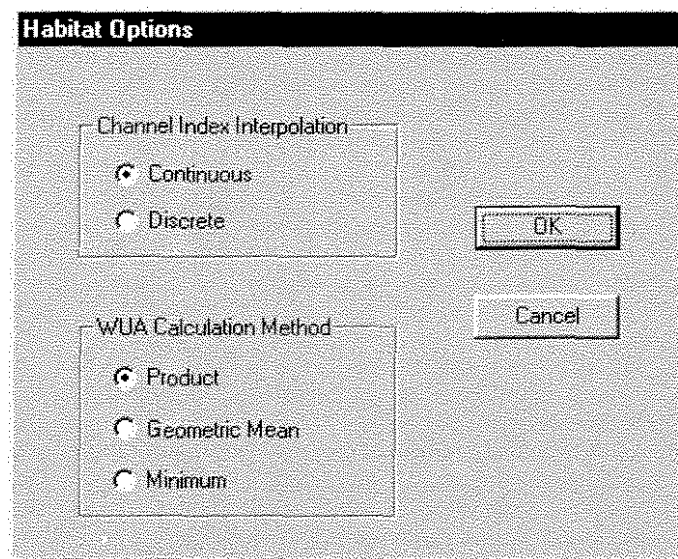 Habitat Options
Channel Index Interpolation
Continuous
Discrete
OK
Cancel
WUA Calculation Method
Product
Geometric Mean
Minimum